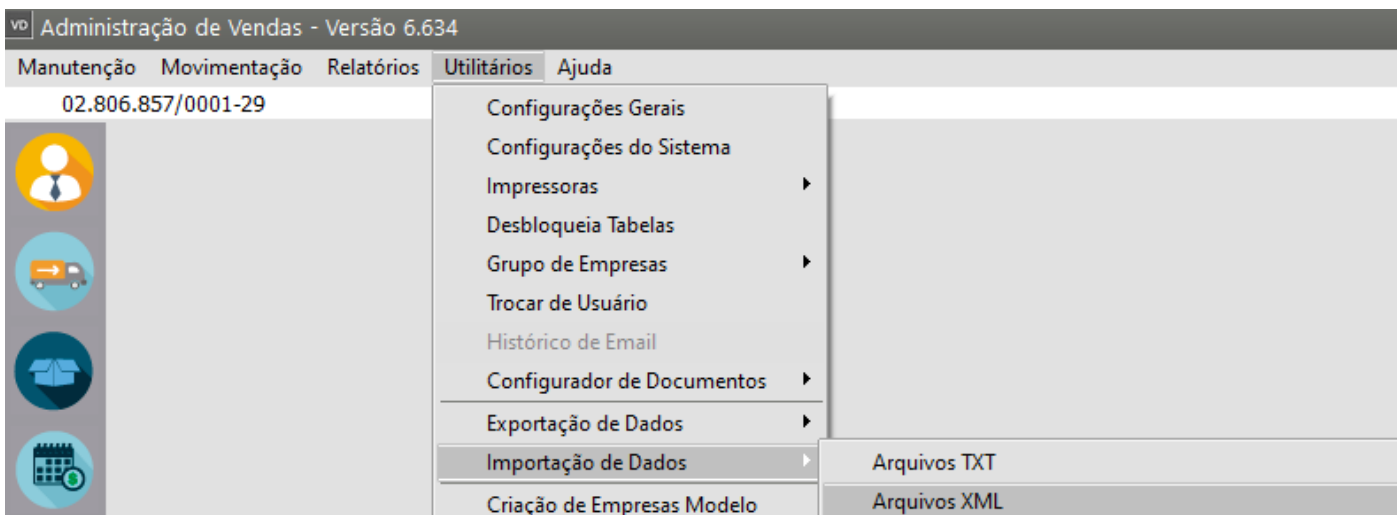 VD Administração de Vendas - Versão 6.634
Manutenção Movimentação Relatórios Utilitários Ajuda
02.806.857/0001-29
Configurações Gerais
Configurações do Sistema
Impressoras
Desbloqueia Tabelas
Grupo de Empresas
Trocar de Usuário
Histórico de Email
Configurador de Documentos
Exportação de Dados
Importação de Dados
Arquivos TXT
Criação de Empresas Modelo
Arquivos XML